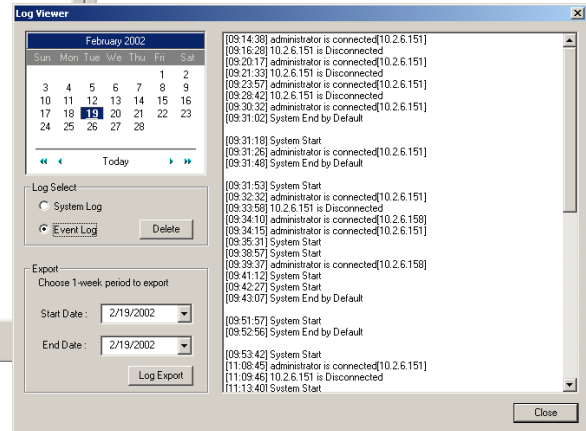 Log Viewer
February 2002
Sun Mon Tue We Thu Fri Sat
1 2
3 4 5 6 7 8 9
10 11 12 13 14 15 16
17 18 19 20 21 22 23
24 25 26 27 28
Today
Log Select
System Log
Event Log
Delete
Export
Choose 1-week period to export
Start Date : 2/19/2002
End Date : 2/19/2002
Log Export
[09:14:38] administrator is connected[10.2.6.151]
[09:16:28] 10.2.6.151 is Disconnected
[09:20:17] administrator is connected[10.2.6.151]
[09:21:33] 10.2.6.151 is Disconnected
[09:23:57] administrator is connected[10.2.6.151]
[09:28:42] 10.2.6.151 is Disconnected
[09:30:32] administrator is connected[10.2.6.151]
[09:31:02] System End by Default
[09:31:18] System Start
[09:31:26] administrator is connected[10.2.6.151]
[09:31:48] System End by Default
[09:31:53] System Start
[09:32:32] administrator is connected[10.2.6.151]
[09:33:58] 10.2.6.151 is Disconnected
[09:34:10] administrator is connected[10.2.6.158]
[09:34:15] administrator is connected[10.2.6.151]
[09:35:31] System Start
[09:38:57] System Start
[09:39:37] administrator is connected[10.2.6.158]
[09:41:12] System Start
[09:42:27] System Start
[09:43:07] System End by Default
[09:51:57] System Start
[09:52:56] System End by Default
[09:53:42] System Start
[11:08:45] administrator is connected[10.2.6.151]
[11:09:46] 10.2.6.151 is Disconnected
[11:13:40] System Start
Close